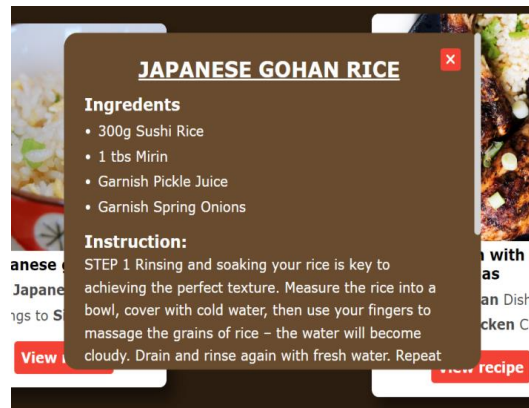 JAPANESE GOHAN RICE
X
Ingredents
• 300g Sushi Rice
• 1 tbs Mirin
• Garnish Pickle Juice
• Garnish Spring Onions
Instruction:
STEP 1 Rinsing and soaking your rice is key to
achieving the perfect texture. Measure the rice into a
bowl, cover with cold water, then use your fingers to
massage the grains of rice – the water will become
cloudy. Drain and rinse again with fresh water. Repeat
anese
Japane
ngs to
View
with
as
an Dish
cken C
View recipe